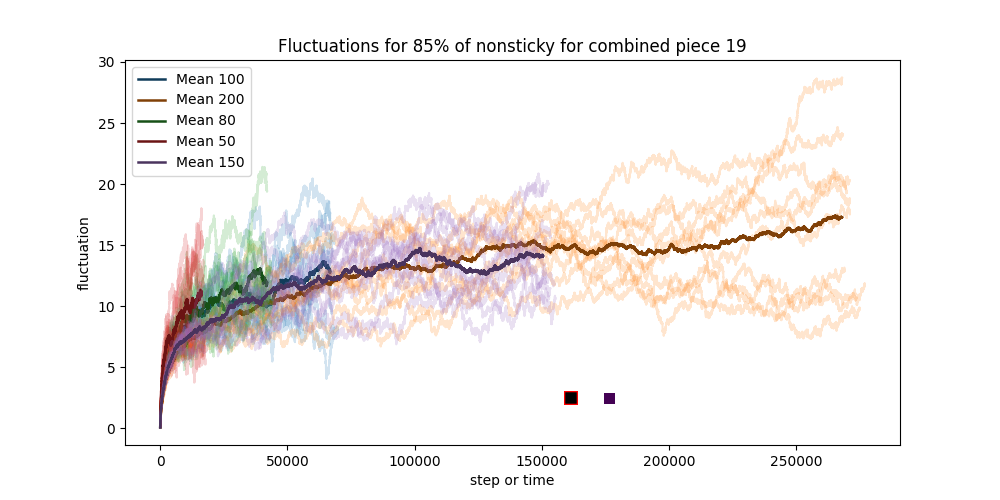 Fluctuations for 85% of nonsticky for combined piece 19
30
25
20
15
10
5
0
fluctuation
Mean 100
Mean 200
Mean 80
Mean 50
Mean 150
0
50000
100000
150000
200000
250000
step or time